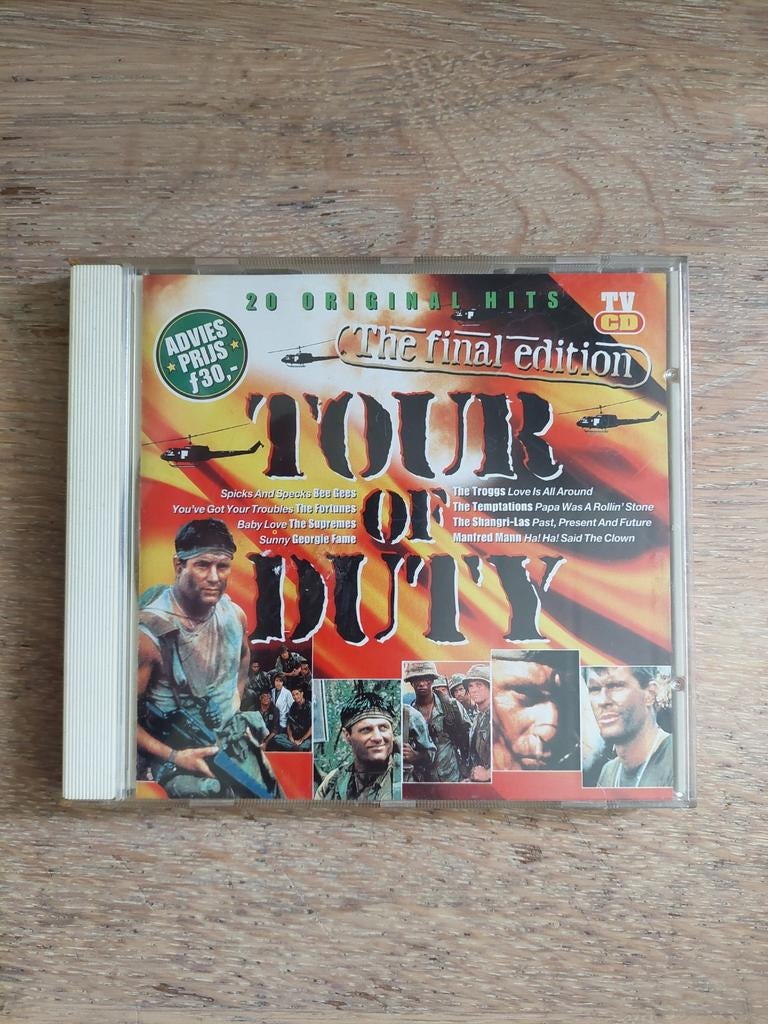 20 ORIGINAL HITS
TV
CD
ADVIES
PRIJS
ƒ30,-
The final edition
TOUR
OF
DUTY
Spicks And Specks Bee Gees
You've Got Your Troubles The Fortunes
Baby Love The Supremes
Sunny Georgie Fame
The Troggs Love Is All Around
The Temptations Papa Was A Rollin' Stone
The Shangri-Las Past, Present And Future
Manfred Mann Ha! Ha! Said The Clown